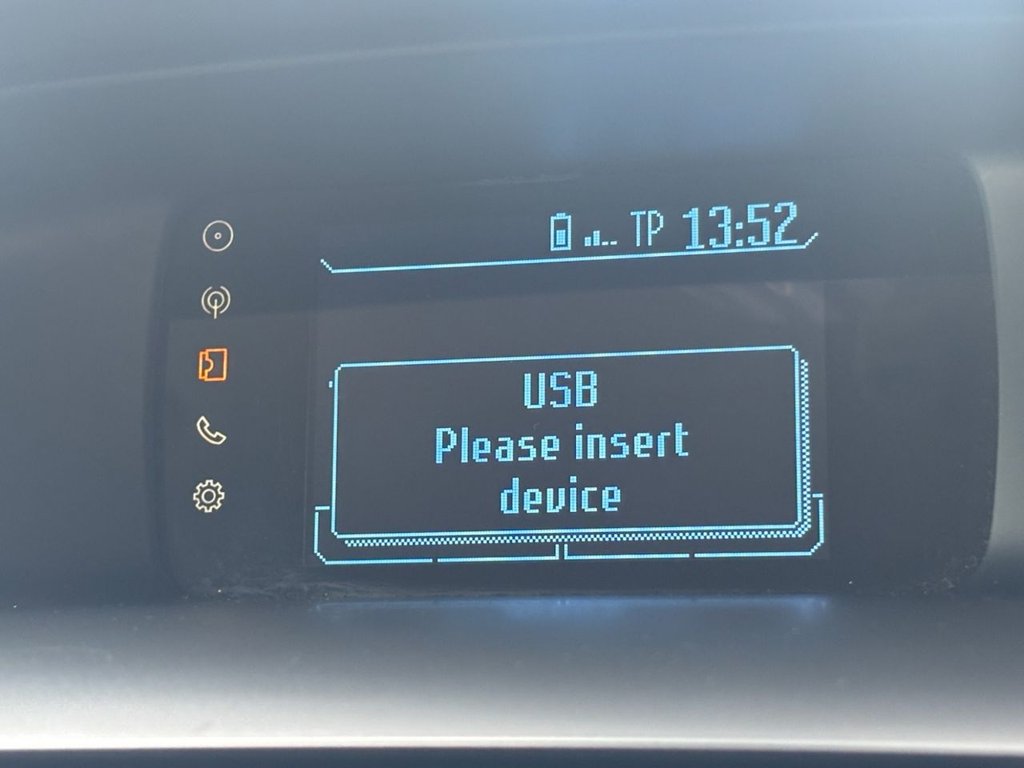 TP 13:52
USB
Please insert
device